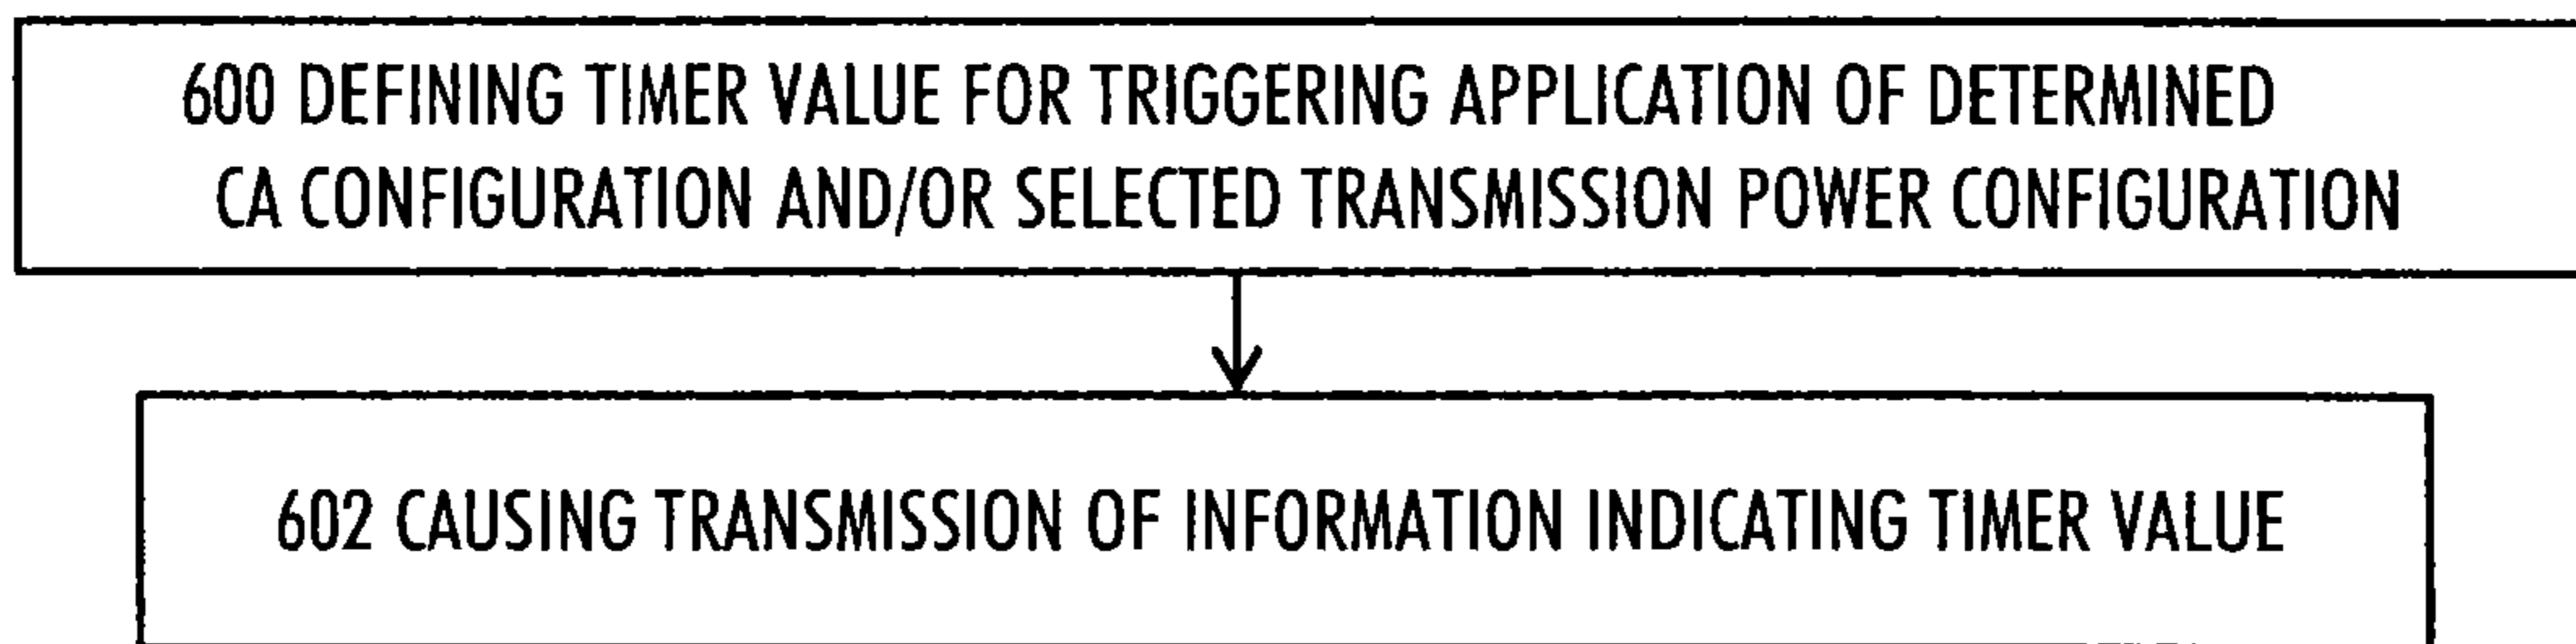 600 DEFINING TIMER VALUE FOR TRIGGERING APPLICATION OF DETERMINED
CA CONFIGURATION AND/OR SELECTED TRANSMISSION POWER CONFIGURATION
602 CAUSING TRANSMISSION OF INFORMATION INDICATING TIMER VALUE